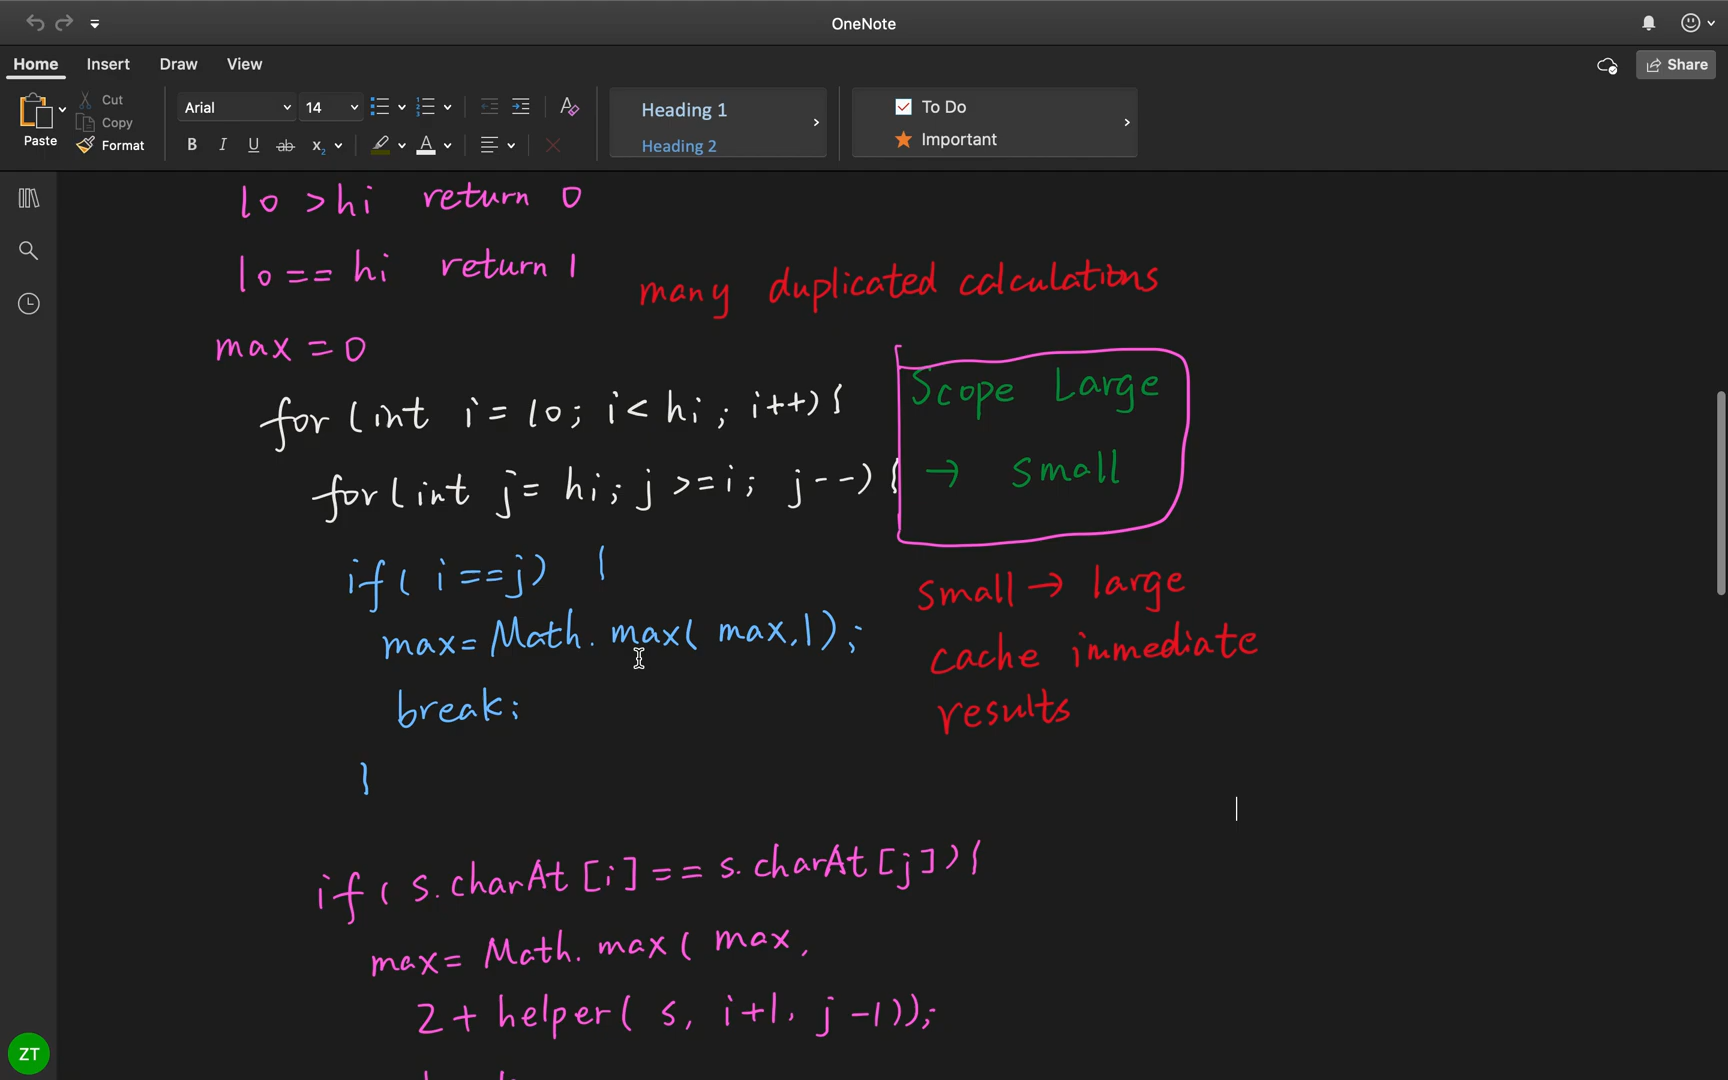 OneNote
Home Insert Draw View
Share
Paste
Cut
Copy
Format
Arial 14
B I U ab x₂ A
Heading 1
Heading 2
To Do
Important
lo >hi return 0
lo == hi return 1
many duplicated calculations
max = 0
for (int i = lo; i < hi ; i++) {
for ( int j = hi; j >= i; j--) {
Scope Large
→ small
if( i ==j) {
max= Math. max( max,1);
break;
}
small → large
cache immediate
results
if( s.charAt [i] == s. charAt [j]){
max= Math. max ( max,
2 + helper( s, i+1, j -1));
ZT